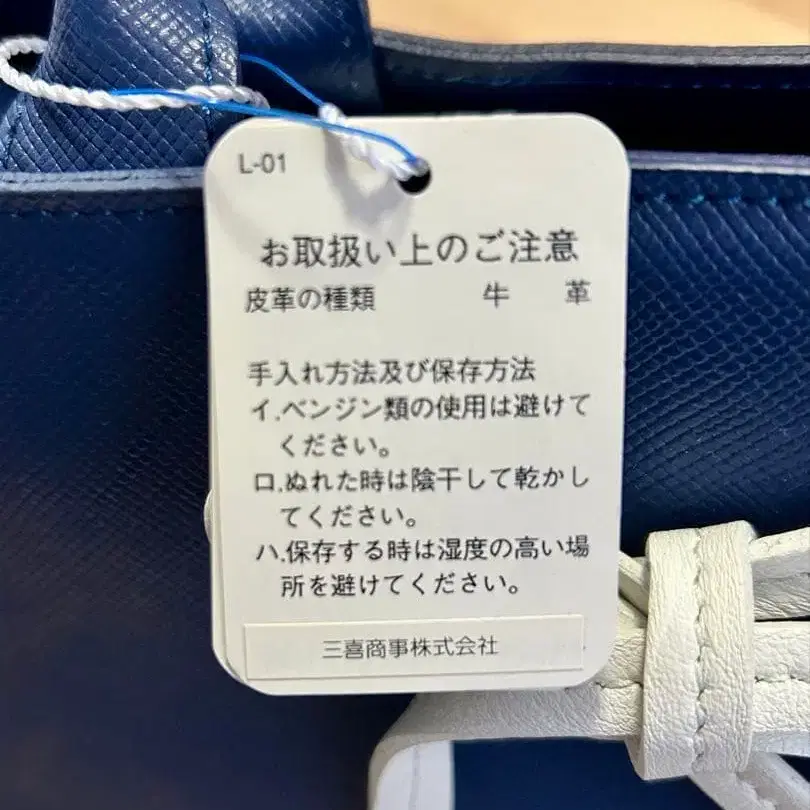 L-01
お取扱い上のご注意
皮革の種類 牛 革
手入れ方法及び保存方法
イ.ベンジン類の使用は避けて
ください。
ロ.ぬれた時は陰干して乾かし
てください。
ハ.保存する時は湿度の高い場
所を避けてください。
三喜商事株式会社